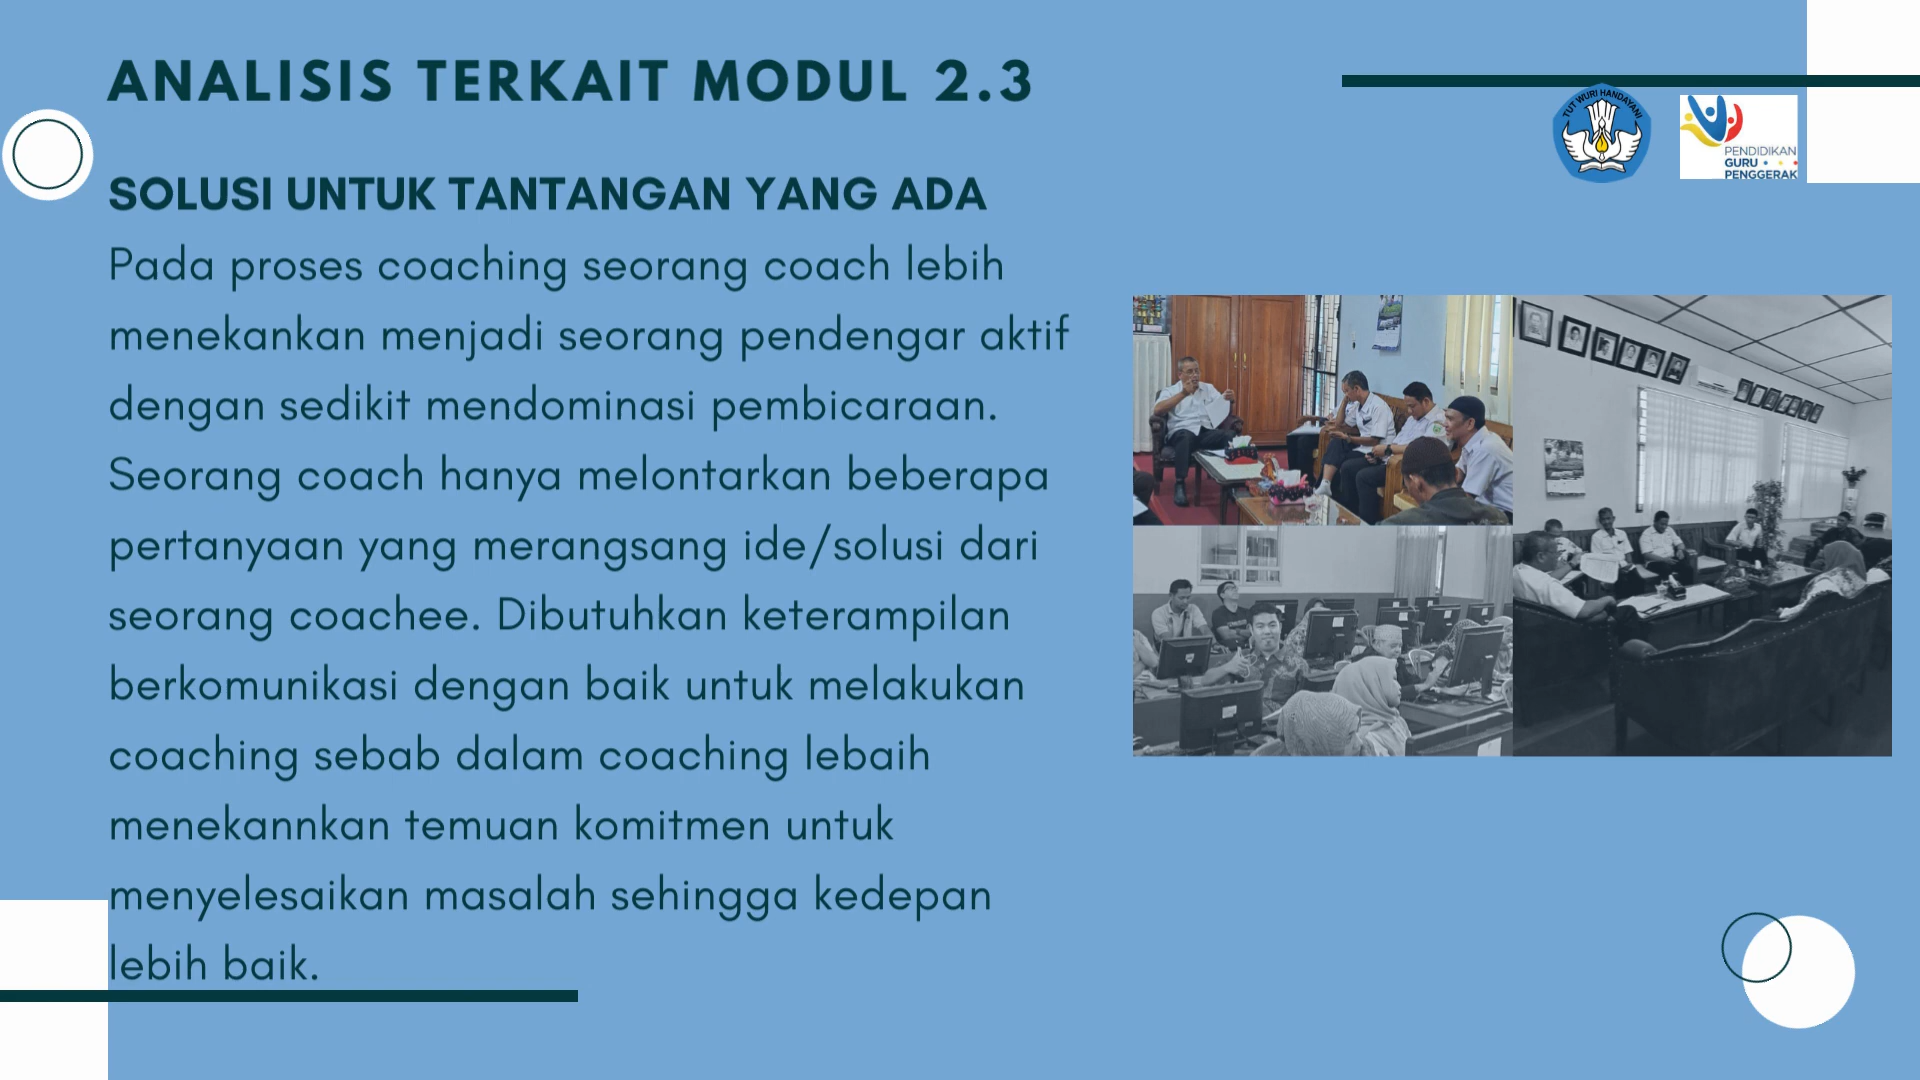 ANALISIS TERKAIT MODUL 2.3
TUT WURI HANDAYANI
PENDIDIKAN
GURU
PENGGERAK
SOLUSI UNTUK TANTANGAN YANG ADA
Pada proses coaching seorang coach lebih
menekankan menjadi seorang pendengar aktif
dengan sedikit mendominasi pembicaraan.
Seorang coach hanya melontarkan beberapa
pertanyaan yang merangsang ide/solusi dari
seorang coachee. Dibutuhkan keterampilan
berkomunikasi dengan baik untuk melakukan
coaching sebab dalam coaching lebaih
menekannkan temuan komitmen untuk
menyelesaikan masalah sehingga kedepan
lebih baik.